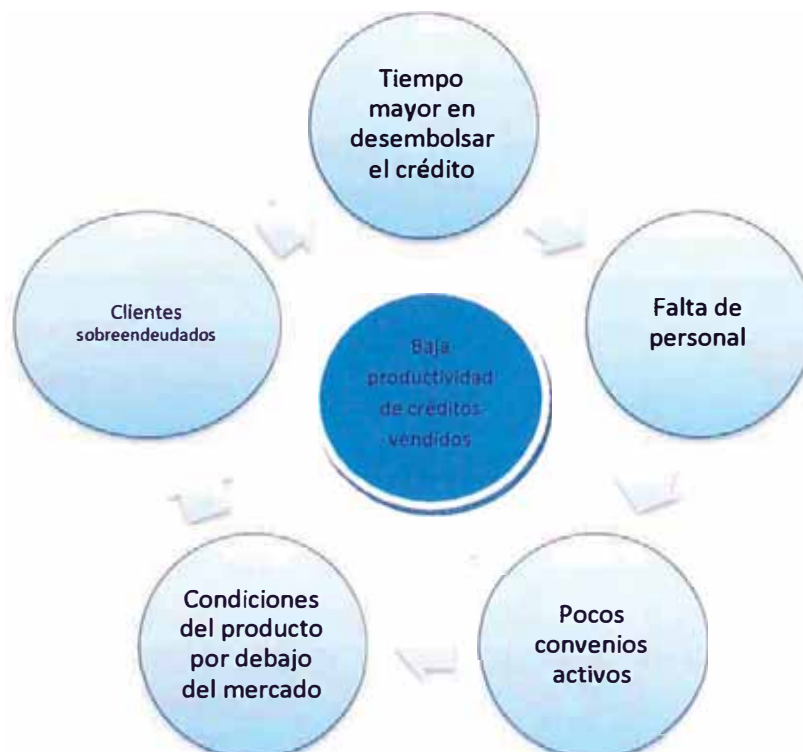 Tiempo
mayor en
desembolsar
el crédito
Falta de
personal
Pocos
convenios
activos
Condiciones
del producto
por debajo
del mercado
Clientes
sobreendeudados
Baja
productividad
de créditos
vendidos